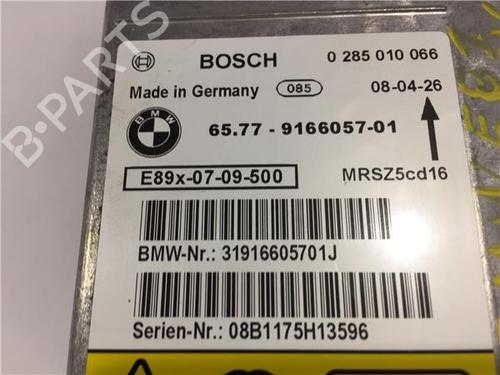 BOSCH 0 285 010 066
Made in Germany 085 08-04-26
BMW 65.77 - 9166057-01
E89x-07-09-500 MRSZ5cd16
BMW-Nr.: 31916605701J
Serien-Nr.: 08B1175H13596
B-PARTS